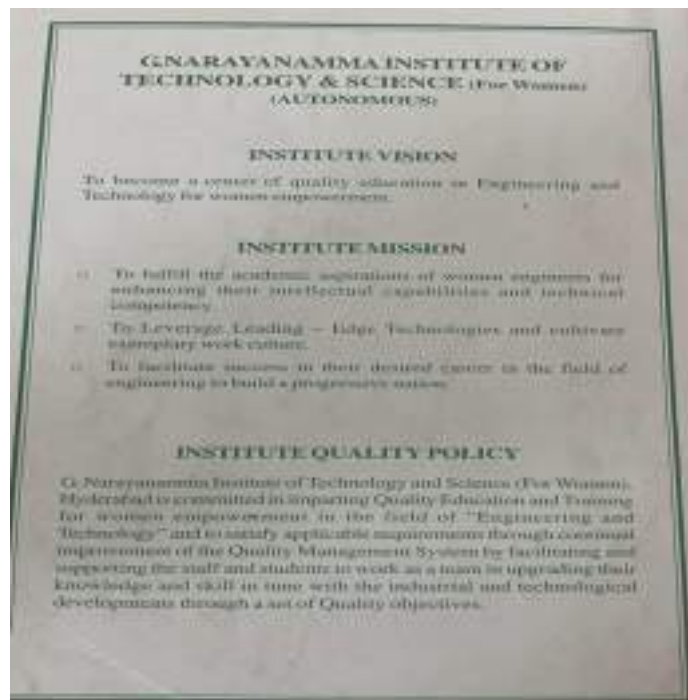 G.NARAYANAMMA INSTITUTE OF
TECHNOLOGY & SCIENCE (For Women)
(AUTONOMOUS)
INSTITUTE VISION
To become a center of quality education in Engineering and
Technology for women empowerment.
INSTITUTE MISSION
To fulfill the academic aspirations of women engineers for
enhancing their intellectual capabilities and technical
competency.
To Leverage Leading – Edge Technologies and cultivate
exemplary work culture.
To facilitate success in their desired career in the field of
engineering to build a progressive nation.
INSTITUTE QUALITY POLICY
G. Narayanamma Institute of Technology and Science (For Women),
Hyderabad is committed in imparting Quality Education and Training
for women empowerment in the field of "Engineering and
Technology" and to satisfy applicable requirements through continual
improvement of the Quality Management System by facilitating and
supporting the staff and students to work as a team in upgrading their
knowledge and skill in tune with the industrial and technological
developments through a set of Quality objectives.